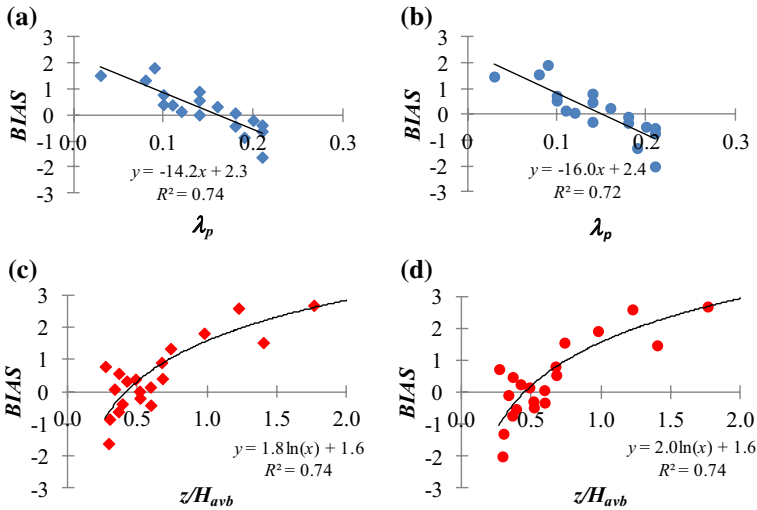 (a)
3
2
1
0
-1
-2
-3
BIAS
0.0
0.1
0.2
0.3
y = -14.2x + 2.3
R² = 0.74
λp
(b)
3
2
1
0
-1
-2
-3
BIAS
0.0
0.1
0.2
0.3
y = -16.0x + 2.4
R² = 0.72
λp
(c)
3
2
1
0
-1
-2
-3
BIAS
0.0
0.5
1.0
1.5
2.0
y = 1.8ln(x) + 1.6
R² = 0.74
z/Havb
(d)
3
2
1
0
-1
-2
-3
BIAS
0.0
0.5
1.0
1.5
2.0
y = 2.0ln(x) + 1.6
R² = 0.74
z/Havb